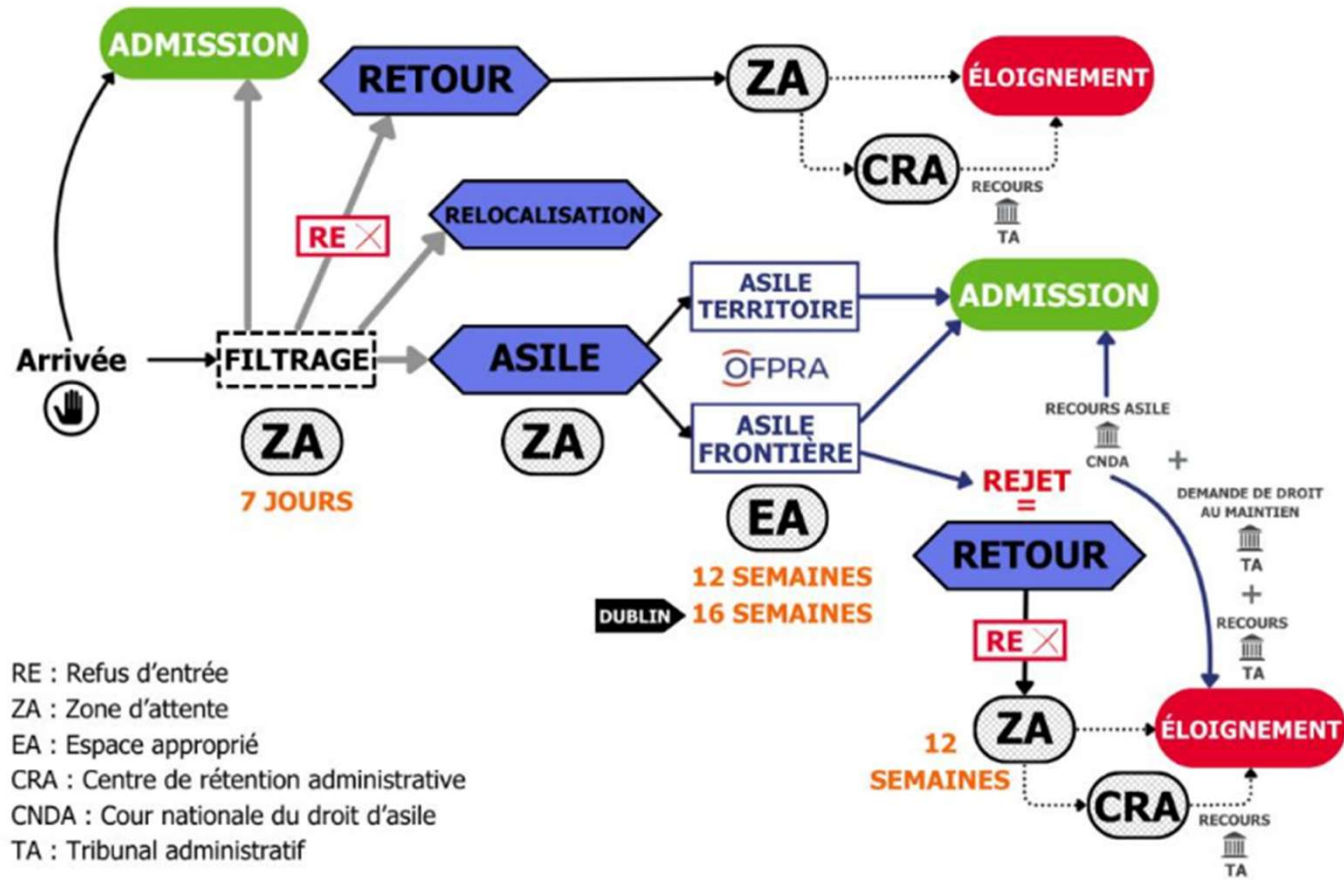 ADMISSION
RETOUR
ZA
ÉLOIGNEMENT
CRA
RECOURS
TA
RE
RELOCALISATION
Arrivée
FILTRAGE
ZA
7 JOURS
ASILE
ZA
ASILE
TERRITOIRE
OFPRA
ASILE
FRONTIÈRE
EA
12 SEMAINES
DUBLIN
16 SEMAINES
ADMISSION
RECOURS ASILE
CNDA
+
DEMANDE DE DROIT
AU MAINTIEN
TA
+
RECOURS
TA
REJET
=
RETOUR
RE
ZA
12
SEMAINES
ÉLOIGNEMENT
CRA
RECOURS
TA
RE : Refus d'entrée
ZA : Zone d'attente
EA : Espace approprié
CRA : Centre de rétention administrative
CNDA : Cour nationale du droit d'asile
TA : Tribunal administratif